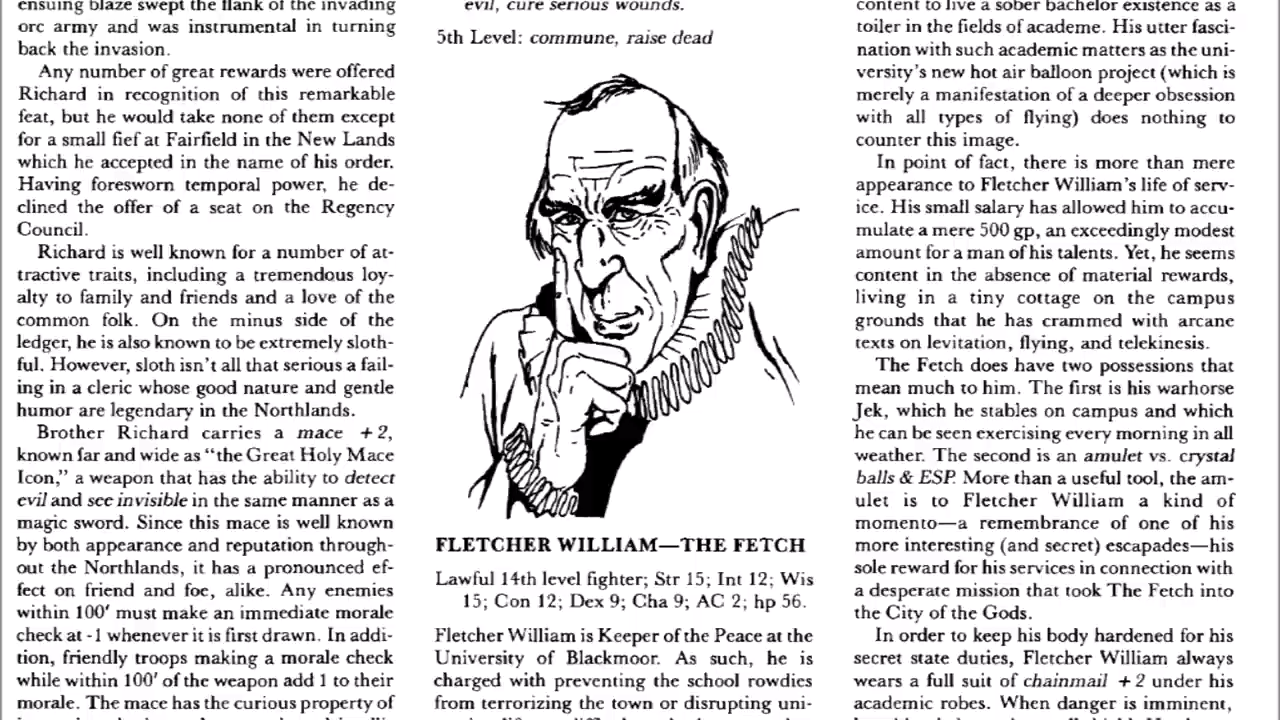 ensuing blaze swept the flank of the invading
orc army and was instrumental in turning
back the invasion.
Any number of great rewards were offered
Richard in recognition of this remarkable
feat, but he would take none of them except
for a small fief at Fairfield in the New Lands
which he accepted in the name of his order.
Having foresworn temporal power, he de-
clined the offer of a seat on the Regency
Council.
Richard is well known for a number of at-
tractive traits, including a tremendous loy-
alty to family and friends and a love of the
common folk. On the minus side of the
ledger, he is also known to be extremely sloth-
ful. However, sloth isn't all that serious a fail-
ing in a cleric whose good nature and gentle
humor are legendary in the Northlands.
Brother Richard carries a mace +2,
known far and wide as "the Great Holy Mace
Icon," a weapon that has the ability to detect
evil and see invisible in the same manner as a
magic sword. Since this mace is well known
by both appearance and reputation through-
out the Northlands, it has a pronounced ef-
fect on friend and foe, alike. Any enemies
within 100' must make an immediate morale
check at -1 whenever it is first drawn. In addi-
tion, friendly troops making a morale check
while within 100' of the weapon add 1 to their
morale. The mace has the curious property of
evil, cure serious wounds.
5th Level: commune, raise dead
FLETCHER WILLIAM—THE FETCH
Lawful 14th level fighter; Str 15; Int 12; Wis
15; Con 12; Dex 9; Cha 9; AC 2; hp 56.
Fletcher William is Keeper of the Peace at the
University of Blackmoor. As such, he is
charged with preventing the school rowdies
from terrorizing the town or disrupting uni-
content to live a sober bachelor existence as a
toiler in the fields of academe. His utter fasci-
nation with such academic matters as the uni-
versity's new hot air balloon project (which is
merely a manifestation of a deeper obsession
with all types of flying) does nothing to
counter this image.
In point of fact, there is more than mere
appearance to Fletcher William's life of serv-
ice. His small salary has allowed him to accu-
mulate a mere 500 gp, an exceedingly modest
amount for a man of his talents. Yet, he seems
content in the absence of material rewards,
living in a tiny cottage on the campus
grounds that he has crammed with arcane
texts on levitation, flying, and telekinesis.
The Fetch does have two possessions that
mean much to him. The first is his warhorse
Jek, which he stables on campus and which
he can be seen exercising every morning in all
weather. The second is an amulet vs. crystal
balls & ESP. More than a useful tool, the am-
ulet is to Fletcher William a kind of
momento—a remembrance of one of his
more interesting (and secret) escapades—his
sole reward for his services in connection with
a desperate mission that took The Fetch into
the City of the Gods.
In order to keep his body hardened for his
secret state duties, Fletcher William always
wears a full suit of chainmail +2 under his
academic robes. When danger is imminent,